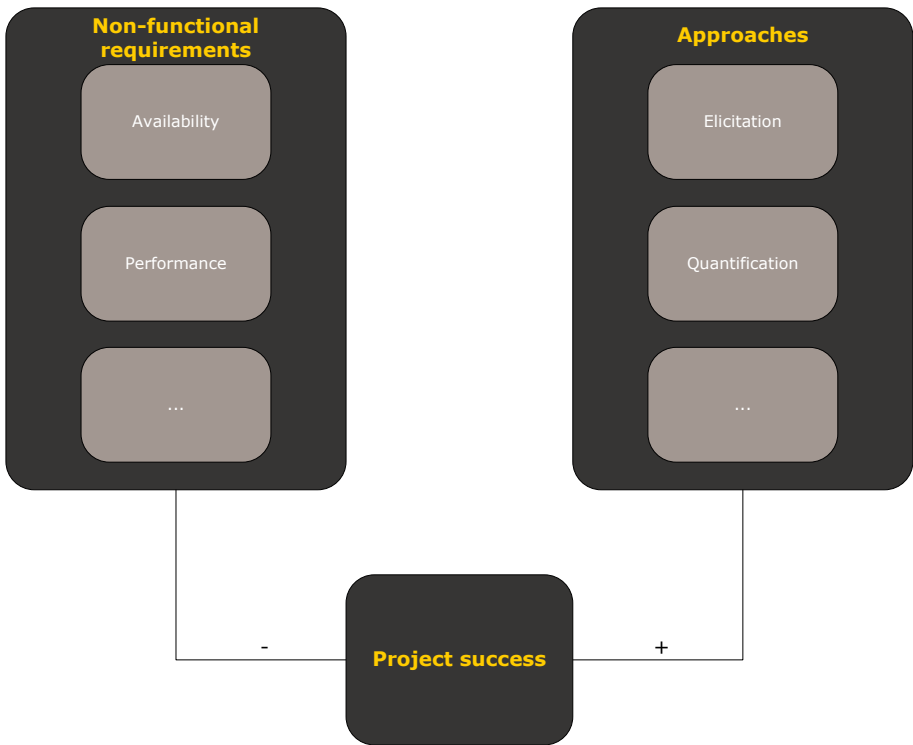 Non-functional
requirements
Availability
Performance
...
Approaches
Elicitation
Quantification
...
-
Project success
+